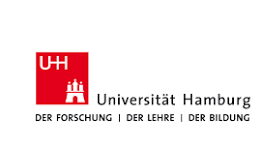 UHH
Universität Hamburg
DER FORSCHUNG | DER LEHRE | DER BILDUNG